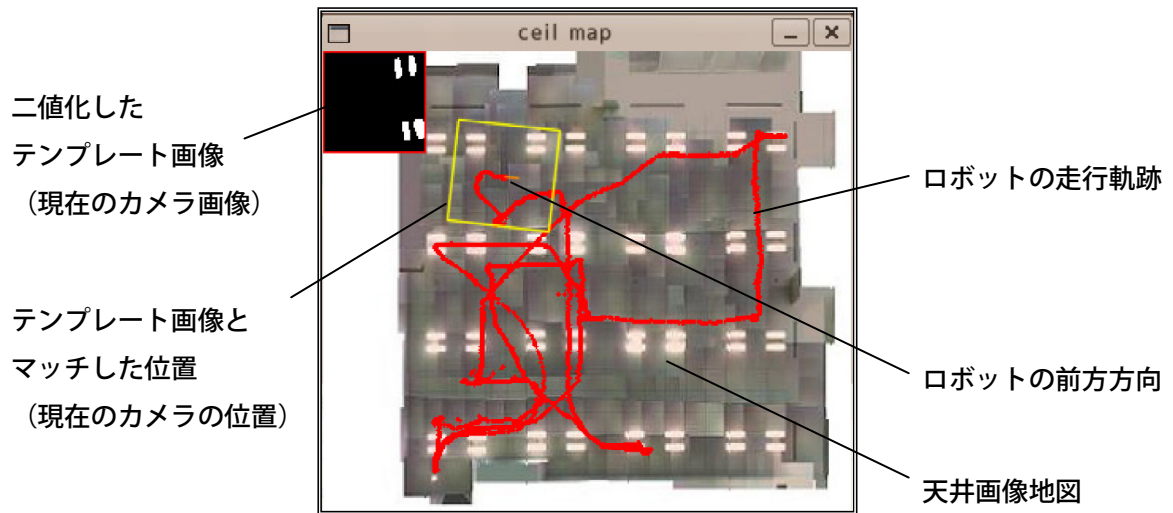 ceil map
二値化した
テンプレート画像
（現在のカメラ画像）
テンプレート画像と
マッチした位置
（現在のカメラの位置）
ロボットの走行軌跡
ロボットの前方方向
天井画像地図